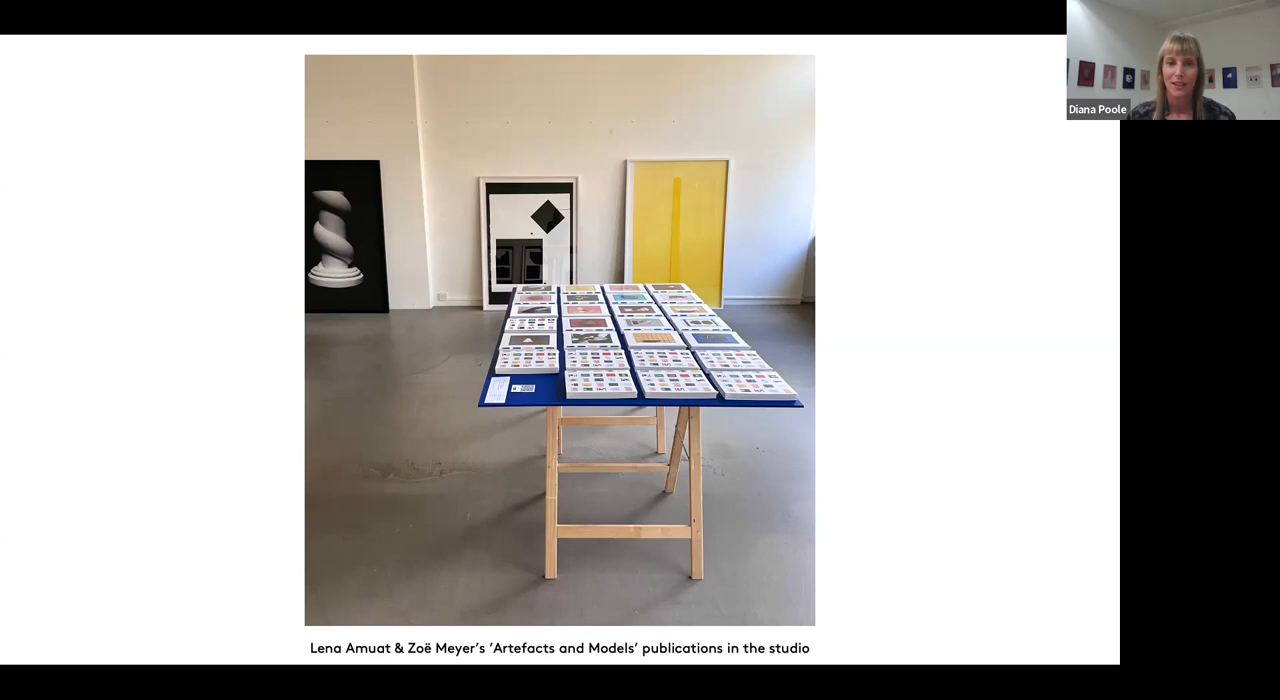 Diana Poole
Lena Amuat & Zoë Meyer’s ‘Artefacts and Models’ publications in the studio